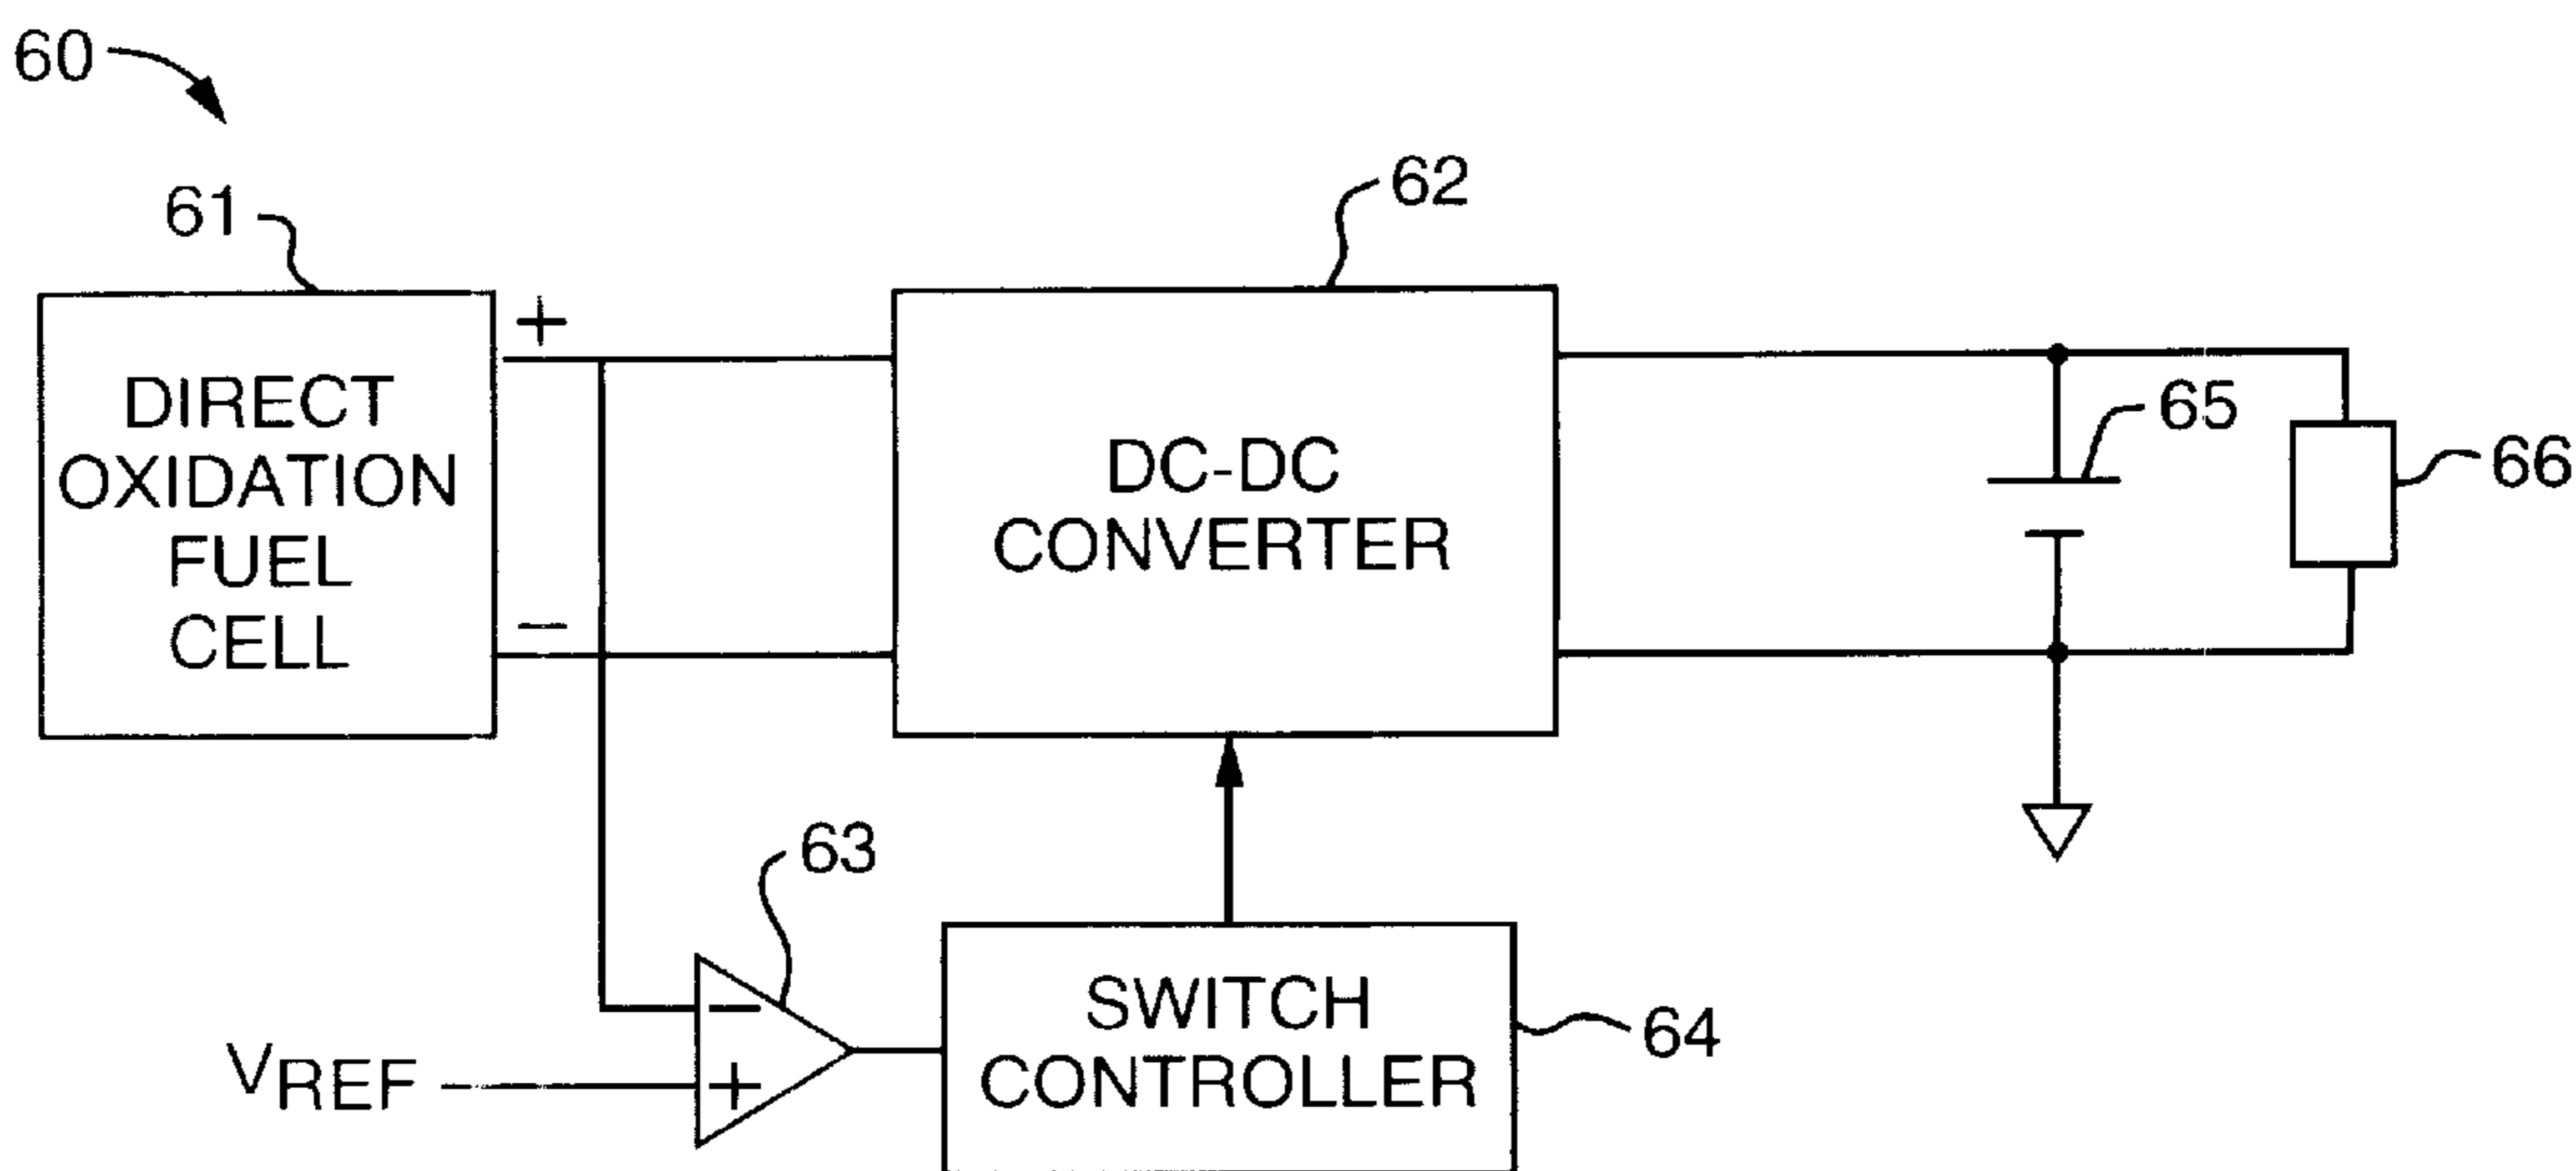 60
61
62
+
DIRECT
OXIDATION
FUEL
CELL
−
DC-DC
CONVERTER
65
66
63
−
+
VREF
SWITCH
CONTROLLER
64